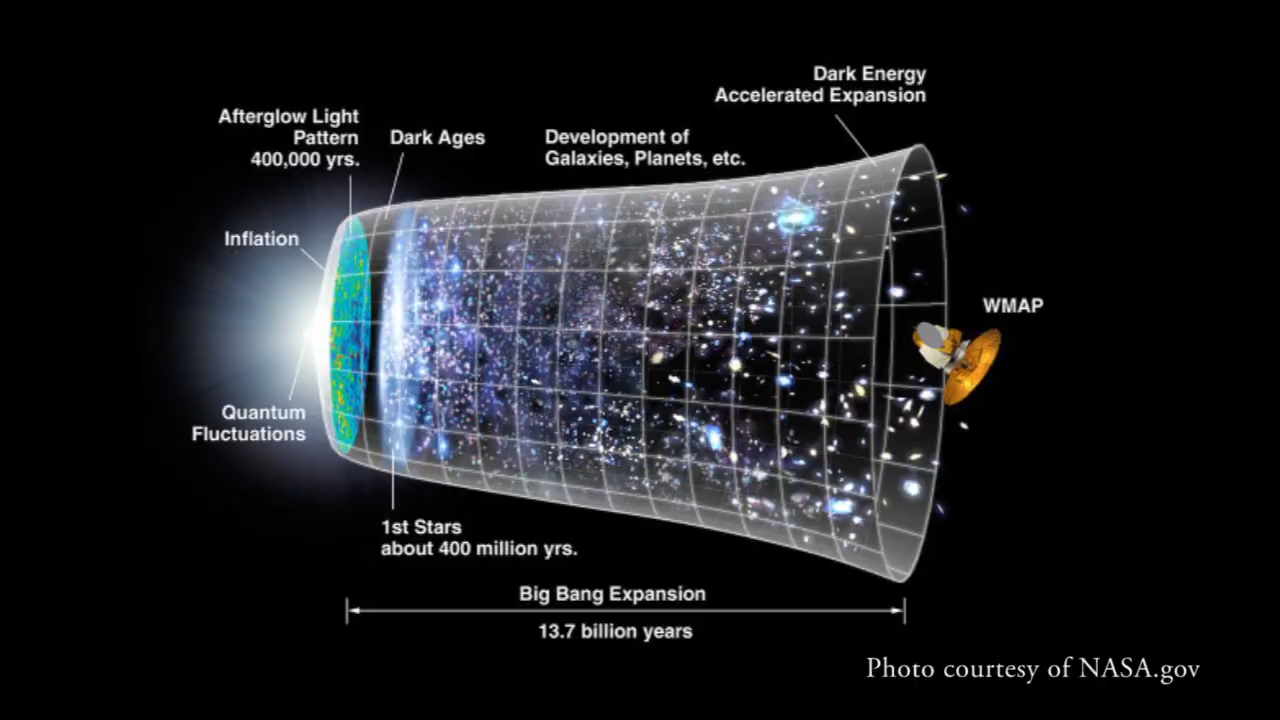 Dark Energy
Accelerated Expansion
Afterglow Light
Pattern
400,000 yrs.
Dark Ages
Development of
Galaxies, Planets, etc.
Inflation
WMAP
Quantum
Fluctuations
1st Stars
about 400 million yrs.
Big Bang Expansion
13.7 billion years
Photo courtesy of NASA.gov